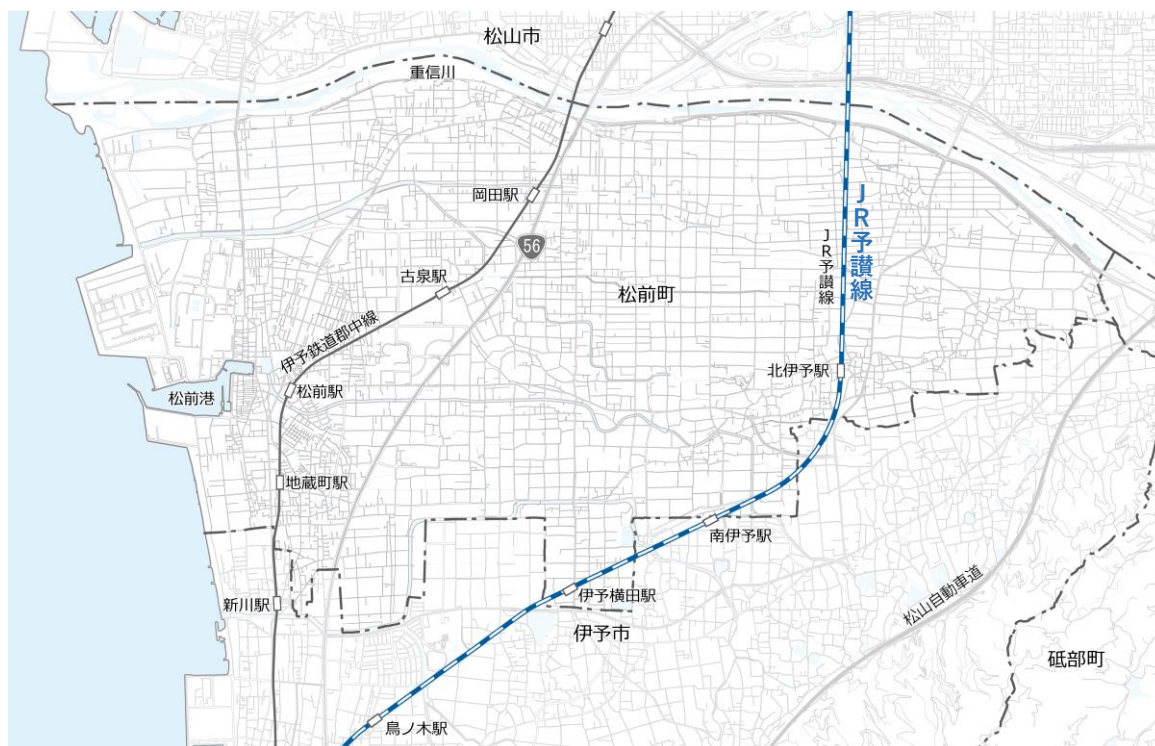 松山市
重信川
岡田駅
56
JR予讃線
JR予讃線
古泉駅
松前町
伊予鉄道郡中線
北伊予駅
松前港
松前駅
地蔵町駅
南伊予駅
新川駅
伊予横田駅
松山自動車道
伊予市
砥部町
鳥ノ木駅